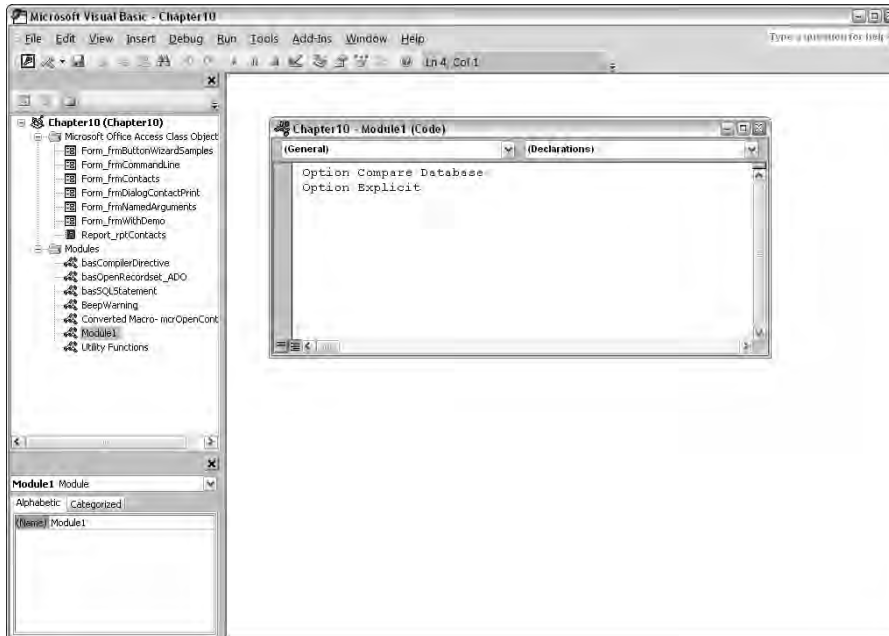 Microsoft Visual Basic - Chapter10
File Edit View Insert Debug Run Tools Add-Ins Window Help
Type a question for help
Ln 4, Col 1
Chapter10 (Chapter10)
Microsoft Office Access Class Object
Form_frmButtonWizardSamples
Form_frmCommandLine
Form_frmContacts
Form_frmDialogContactPrint
Form_frmNamedArguments
Form_frmWithDemo
Report_rptContacts
Modules
basCompilerDirective
basOpenRecordset_ADO
basSQLStatement
BeepWarning
Converted Macro- mcrOpenCont
Module1
Utility Functions
Module1 Module
Alphabetic Categorized
(Name) Module1
Chapter10 - Module1 (Code)
(General) (Declarations)
Option Compare Database
Option Explicit